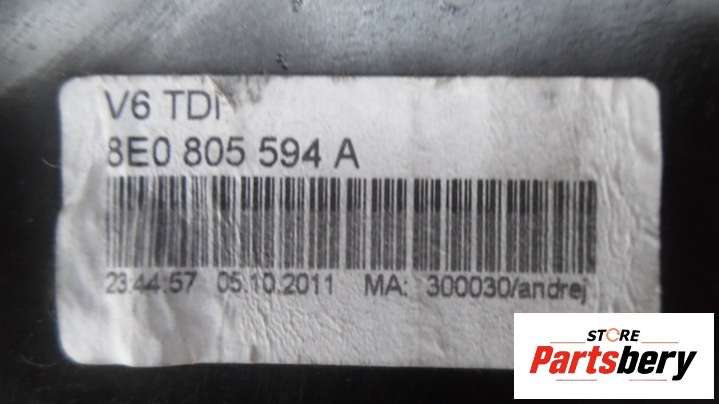 V6 TDI
8E0 805 594 A
23:44:57 05.10.2011 MA: 300030/andrej
STORE
Partsbery